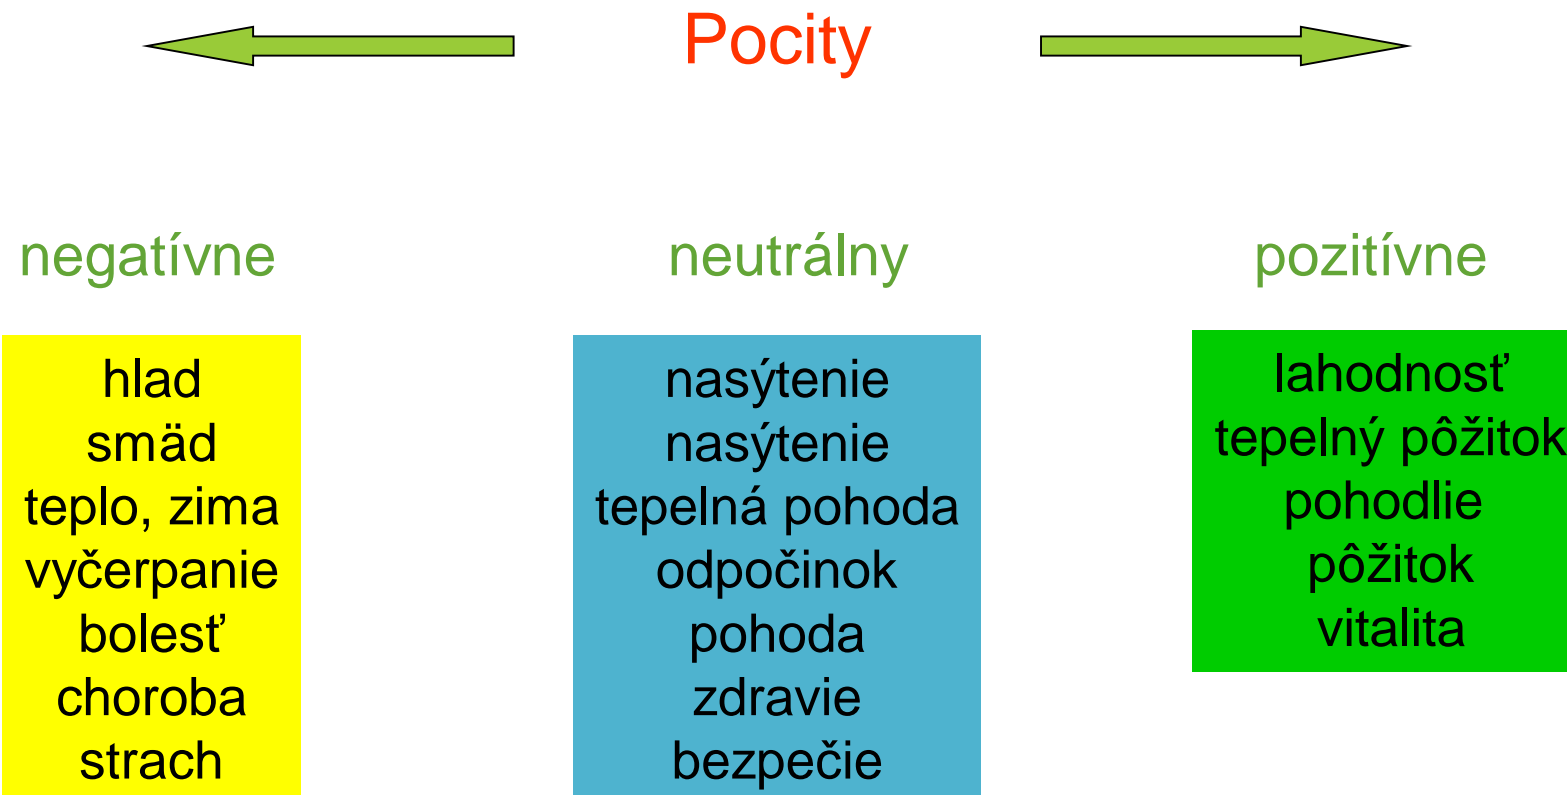 Pocity
negatívne
neutrálny
pozitívne
hlad
smäd
teplo, zima
vyčerpanie
bolesť
choroba
strach
nasýtenie
nasýtenie
tepelná pohoda
odpočinok
pohoda
zdravie
bezpečie
lahodnosť
tepelný pôžitok
pohodlie
pôžitok
vitalita